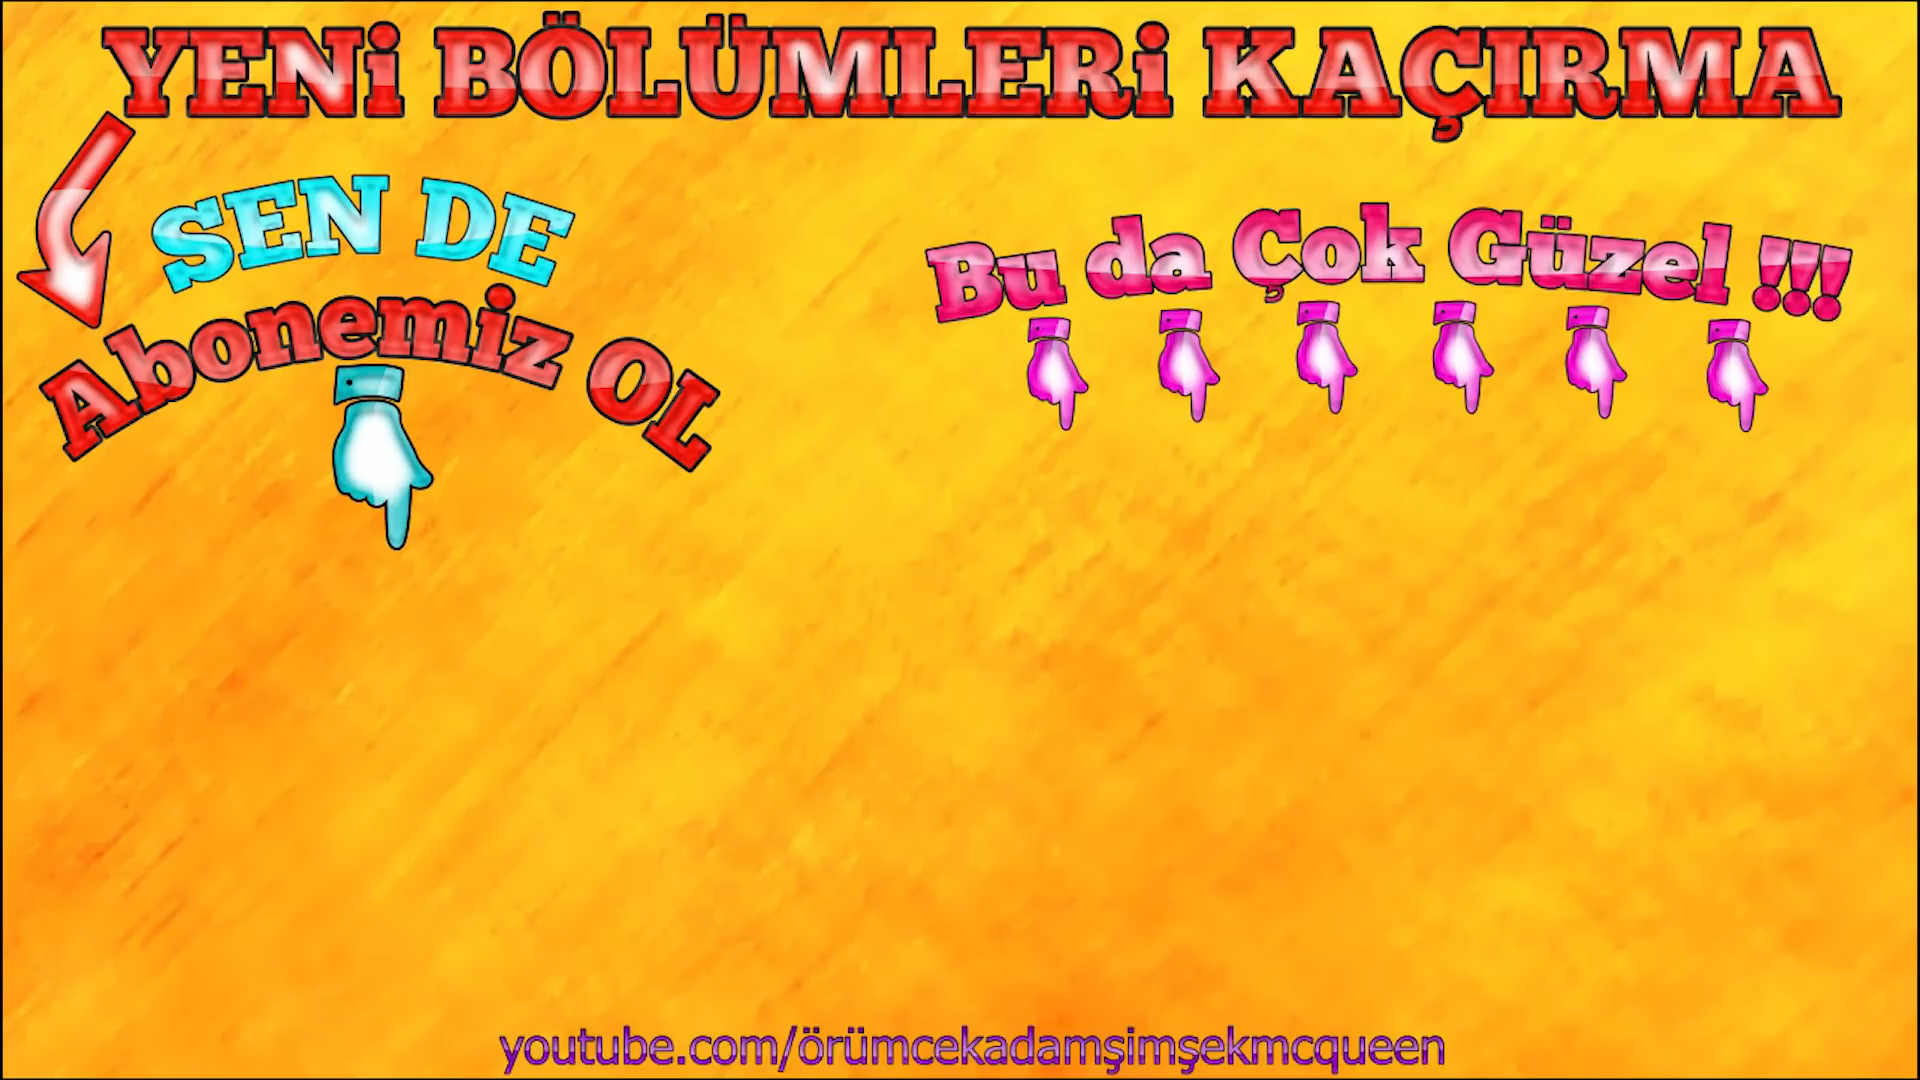 YENi BÖLÜMLERi KAÇIRMA
SEN DE
Abonemiz OL
Bu da Çok Güzel !!!
youtube.com/örümcekadamşimşekmcqueen